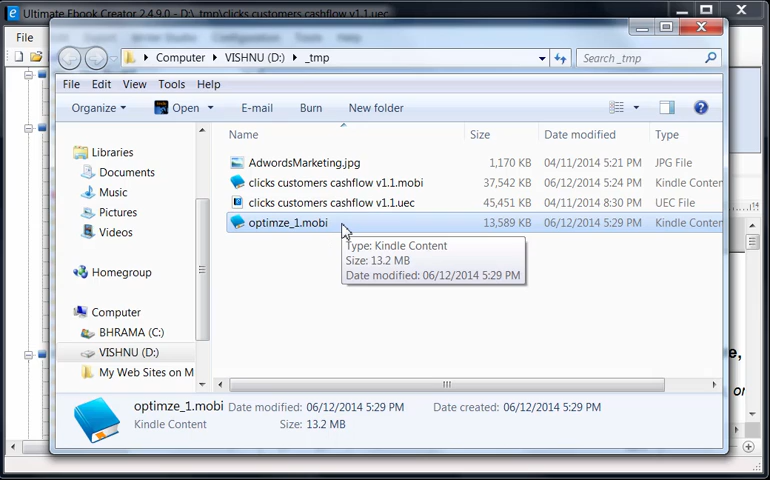 Ultimate Ebook Creator 2.4.9.0 - D:\_tmp\clicks customers cashflow v1.1.uec
File
Computer VISHNU (D:) _tmp
Search _tmp
File Edit View Tools Help
Organize Open E-mail Burn New folder
Name Size Date modified Type
AdwordsMarketing.jpg 1,170 KB 04/11/2014 5:21 PM JPG File
clicks customers cashflow v1.1.mobi 37,542 KB 06/12/2014 5:24 PM Kindle Conten
clicks customers cashflow v1.1.uec 45,451 KB 04/11/2014 8:30 PM UEC File
optimze_1.mobi 13,589 KB 06/12/2014 5:29 PM Kindle Conten
Type: Kindle Content
Size: 13.2 MB
Date modified: 06/12/2014 5:29 PM
Libraries
Documents
Music
Pictures
Videos
Homegroup
Computer
BHRAMA (C:)
VISHNU (D:)
My Web Sites on M
optimze_1.mobi Date modified: 06/12/2014 5:29 PM Date created: 06/12/2014 5:29 PM
Kindle Content Size: 13.2 MB